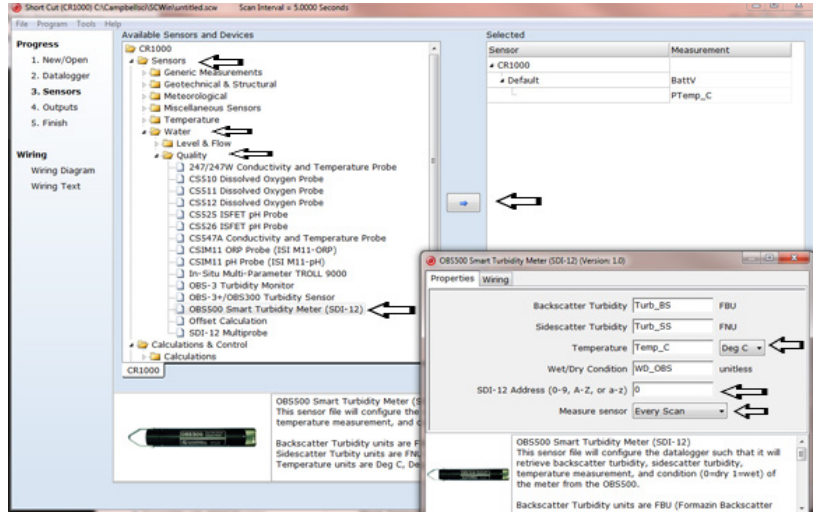 Short Cut (CR1000) C:\Campbellsci\SCWin\untitled.scw Scan Interval = 5.0000 Seconds
File Program Tools Help
Progress
1. New/Open
2. Datalogger
3. Sensors
4. Outputs
5. Finish
Wiring
Wiring Diagram
Wiring Text
Available Sensors and Devices
CR1000
Sensors
Generic Measurements
Geotechnical & Structural
Meteorological
Miscellaneous Sensors
Temperature
Water
Level & Flow
Quality
247/247W Conductivity and Temperature Probe
CS510 Dissolved Oxygen Probe
CS511 Dissolved Oxygen Probe
CS512 Dissolved Oxygen Probe
CS525 ISFET pH Probe
CS526 ISFET pH Probe
CS547A Conductivity and Temperature Probe
CSIM11 ORP Probe (ISI M11-ORP)
CSIM11 pH Probe (ISI M11-pH)
In-Situ Multi-Parameter TROLL 9000
OBS-3 Turbidity Monitor
OBS-3+/OBS300 Turbidity Sensor
OBS500 Smart Turbidity Meter (SDI-12)
Offset Calculation
SDI-12 Multiprobe
Calculations & Control
Calculations
CR1000
Selected
Sensor Measurement
CR1000
Default BattV
PTemp_C
OBS500 Smart Turbidity Meter (S
This sensor file will configure the
temperature measurement, and c
Backscatter Turbidity units are F
Sidescatter Turbity units are FNU
Temperature units are Deg C, De
OBS500 Smart Turbidity Meter (SDI-12) (Version: 1.0)
Properties Wiring
Backscatter Turbidity Turb_BS FBU
Sidescatter Turbidity Turb_SS FNU
Temperature Temp_C Deg C
Wet/Dry Condition WD_OBS unitless
SDI-12 Address (0-9, A-Z, or a-z) 0
Measure sensor Every Scan
OBS500 Smart Turbidity Meter (SDI-12)
This sensor file will configure the datalogger such that it will
retrieve backscatter turbidity, sidescatter turbidity,
temperature measurement, and condition (0=dry 1=wet) of
the meter from the OBS500.
Backscatter Turbidity units are FBU (Formazin Backscatter